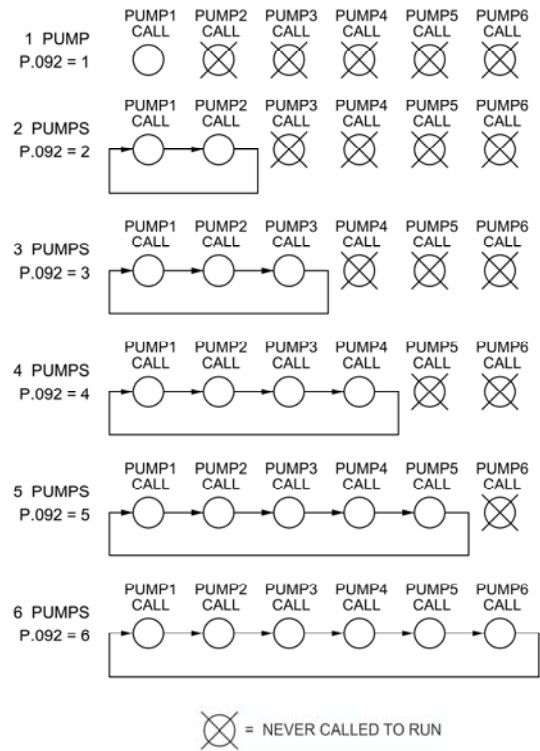 PUMP1 PUMP2 PUMP3 PUMP4 PUMP5 PUMP6
1 PUMP CALL CALL CALL CALL CALL CALL
P.092 = 1
PUMP1 PUMP2 PUMP3 PUMP4 PUMP5 PUMP6
2 PUMPS CALL CALL CALL CALL CALL CALL
P.092 = 2
PUMP1 PUMP2 PUMP3 PUMP4 PUMP5 PUMP6
3 PUMPS CALL CALL CALL CALL CALL CALL
P.092 = 3
PUMP1 PUMP2 PUMP3 PUMP4 PUMP5 PUMP6
4 PUMPS CALL CALL CALL CALL CALL CALL
P.092 = 4
PUMP1 PUMP2 PUMP3 PUMP4 PUMP5 PUMP6
5 PUMPS CALL CALL CALL CALL CALL CALL
P.092 = 5
PUMP1 PUMP2 PUMP3 PUMP4 PUMP5 PUMP6
6 PUMPS CALL CALL CALL CALL CALL CALL
P.092 = 6
= NEVER CALLED TO RUN